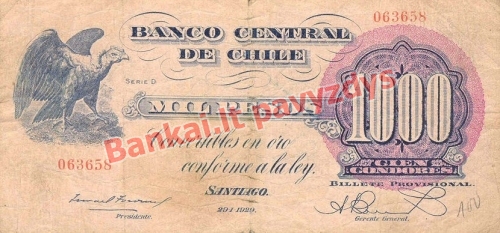 063658
BANCO CENTRAL
DE CHILE
SERIE D
MIL PESOS
1000
Bankai.lt pavyzdys
Convertibles en oro
conforme a la ley.
063658
CIEN
CONDORES
BILLETE PROVISIONAL
SANTIAGO.
1929.
Presidente.
Gerente General.